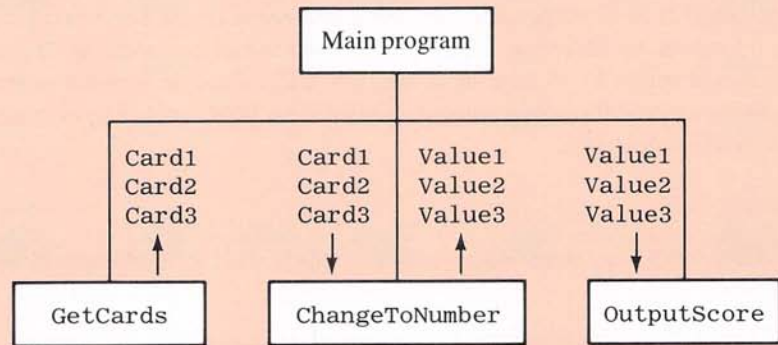 Main program
Card1
Card2
Card3
Card1
Card2
Card3
Value1
Value2
Value3
Value1
Value2
Value3
GetCards
ChangeToNumber
OutputScore